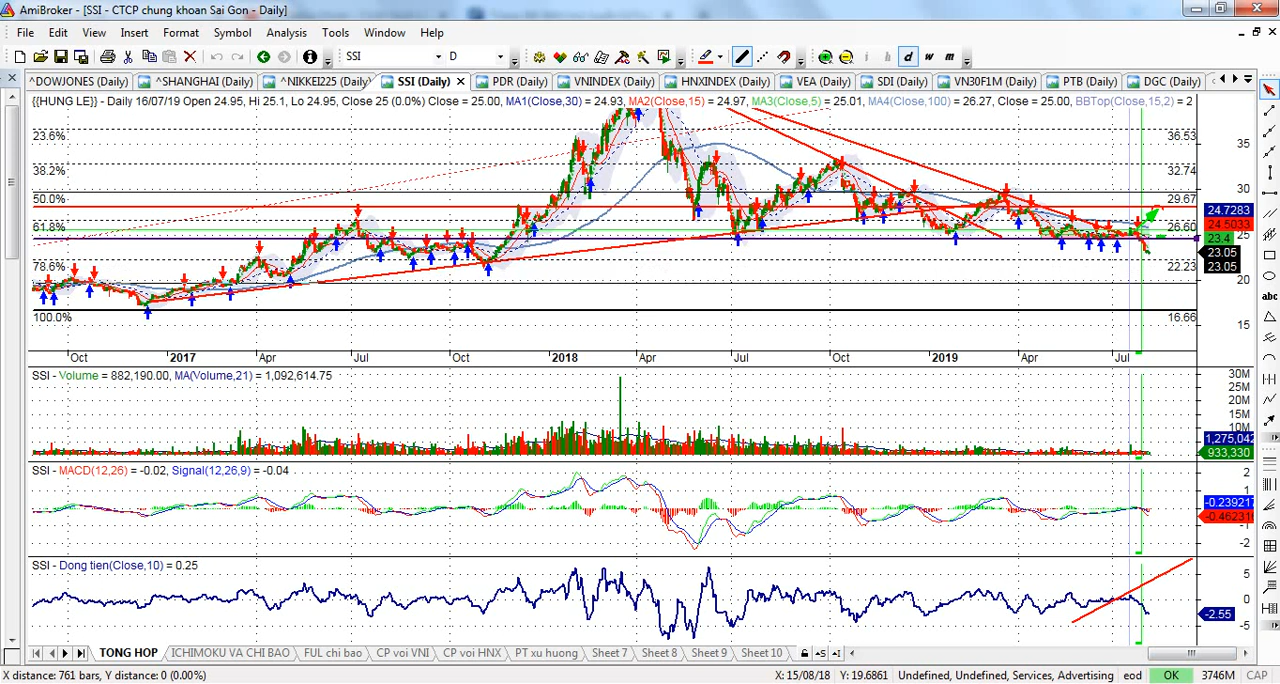 AmiBroker - [SSI - CTCP chung khoan Sai Gon - Daily]
File Edit View Insert Format Symbol Analysis Tools Window Help
SSI D i h d w m
^DOWJONES (Daily) ^SHANGHAI (Daily) ^NIKKEI225 (Daily) SSI (Daily) PDR (Daily) VNINDEX (Daily) HNXINDEX (Daily) VEA (Daily) SDI (Daily) VN30F1M (Daily) PTB (Daily) DGC (Daily)
{{HUNG LE}} - Daily 16/07/19 Open 24.95, Hi 25.1, Lo 24.95, Close 25 (0.0%) Close = 25.00, MA1(Close,30) = 24.93, MA2(Close,15) = 24.97, MA3(Close,5) = 25.01, MA4(Close,100) = 26.27, Close = 25.00, BBTop(Close,15,2) = 2
23.6% 36.53
35
38.2% 32.74
30
50.0% 29.67
24.7283
24.5033
61.8% 26.60
25
23.4
23.05
78.6% 22.23 23.05
20
100.0% 16.66
15
Oct 2017 Apr Jul Oct 2018 Apr Jul Oct 2019 Apr Jul
SSI - Volume = 882,190.00, MA(Volume,21) = 1,092,614.75
30M
25M
20M
15M
1,275,042
933,330
SSI - MACD(12,26) = -0.02, Signal(12,26,9) = -0.04
2
1
-0.239217
-0.462316
-1
-2
SSI - Dong tien(Close,10) = 0.25
5
0
-2.55
-5
TONG HOP ICHIMOKU VA CHI BAO FUL chi bao CP voi VNI CP voi HNX PT xu huong Sheet 7 Sheet 8 Sheet 9 Sheet 10
abc
X distance: 761 bars, Y distance: 0 (0.00%) X: 15/08/18 Y: 19.6861 Undefined, Undefined, Services, Advertising eod OK 3746M CAP